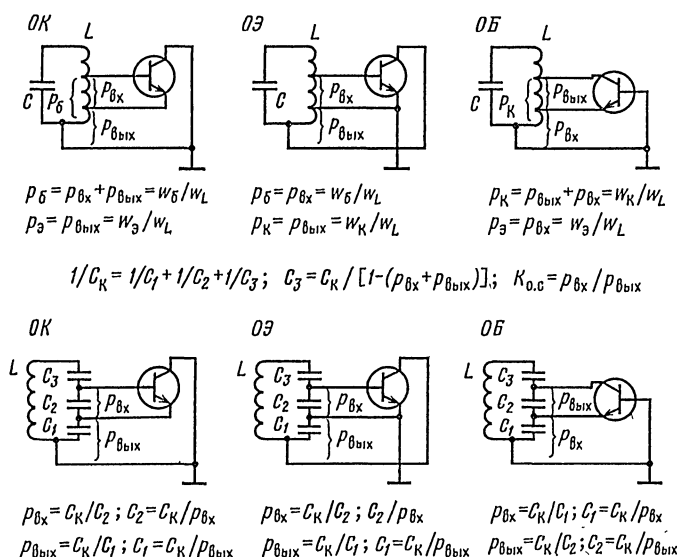 ОК ОЭ ОБ
L L L
C Pб Pвх Pвых C Pвх Pвых C Pк Pвых Pвх
pб = pвх + pвых = wб/wL pб = pвх = wб/wL pк = pвых + pвх = wк/wL
pэ = pвых = wэ/wL pк = pвых = wк/wL pэ = pвх = wэ/wL
1/Cк = 1/C1 + 1/C2 + 1/C3; C3 = Cк/[1-(pвх + pвых)]; Kо.с = pвх/pвых
ОК ОЭ ОБ
L C3 L C3 L C3
C2 Pвх C2 Pвх C2 Pвых
C1 Pвых C1 Pвых C1 Pвх
pвх = Cк/C2; C2 = Cк/pвх pвх = Cк/C2; C2/pвх pвх = Cк/C1; C1 = Cк/pвх
pвых = Cк/C1; C1 = Cк/pвых pвых = Cк/C1; C1 = Cк/pвых pвых = Cк/C2; C2 = Cк/pвых